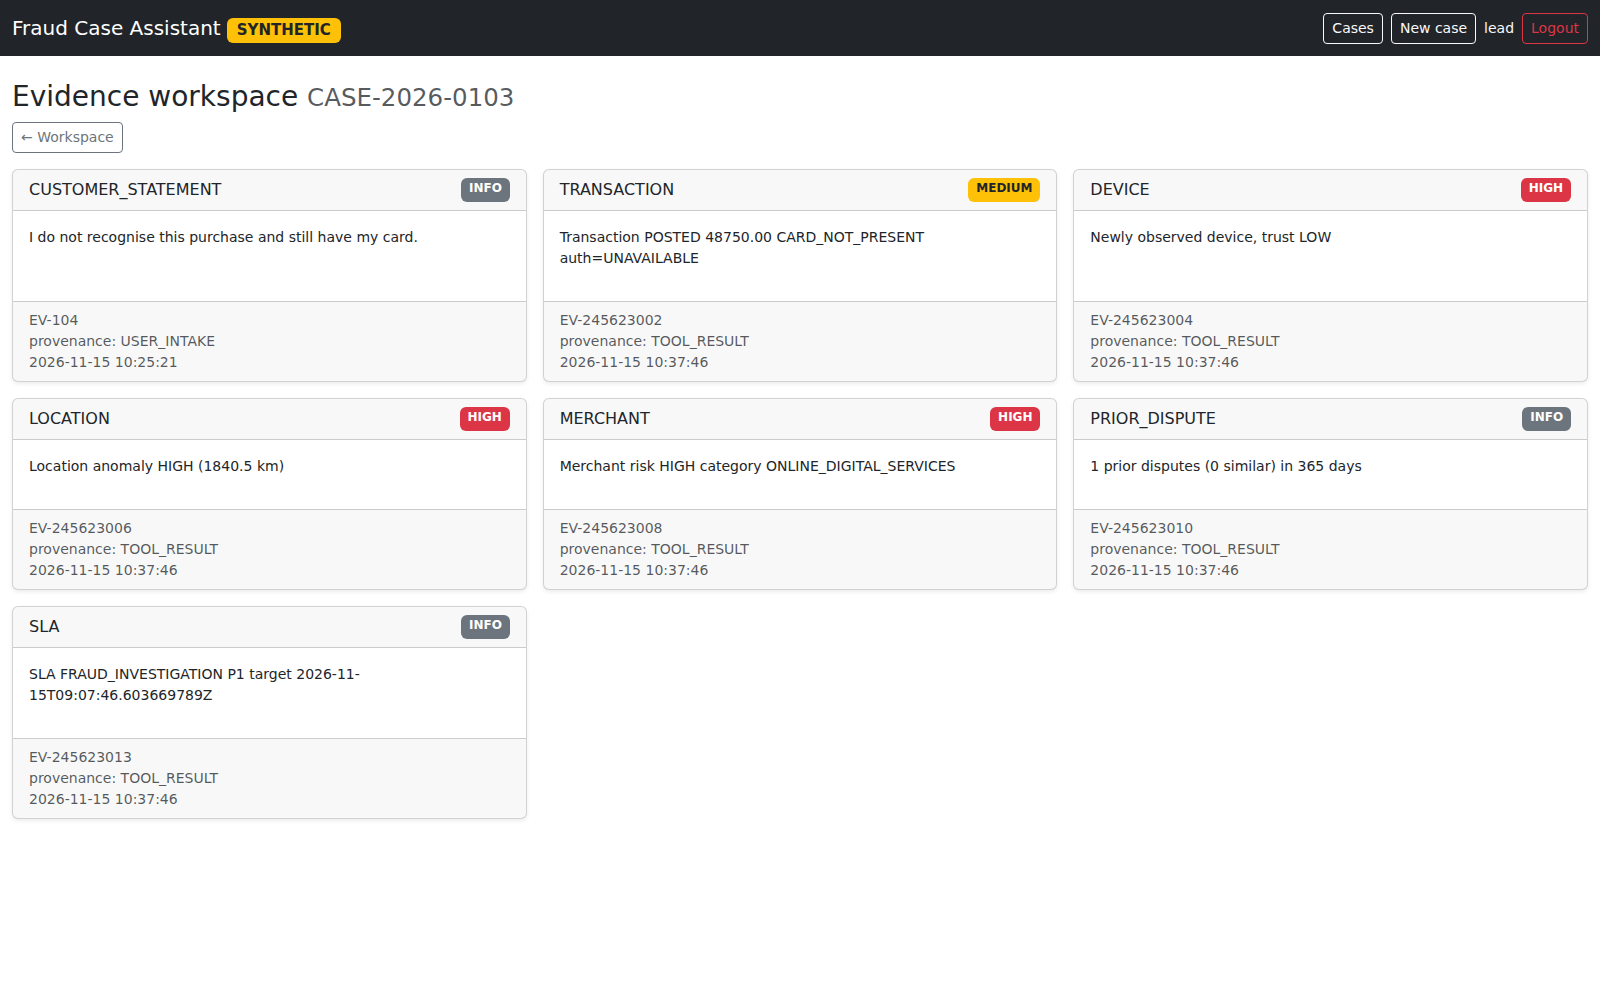 Fraud Case Assistant SYNTHETIC
Cases New case lead Logout
Evidence workspace CASE-2026-0103
← Workspace
CUSTOMER_STATEMENT INFO
I do not recognise this purchase and still have my card.
EV-104
provenance: USER_INTAKE
2026-11-15 10:25:21
TRANSACTION MEDIUM
Transaction POSTED 48750.00 CARD_NOT_PRESENT
auth=UNAVAILABLE
EV-245623002
provenance: TOOL_RESULT
2026-11-15 10:37:46
DEVICE HIGH
Newly observed device, trust LOW
EV-245623004
provenance: TOOL_RESULT
2026-11-15 10:37:46
LOCATION HIGH
Location anomaly HIGH (1840.5 km)
EV-245623006
provenance: TOOL_RESULT
2026-11-15 10:37:46
MERCHANT HIGH
Merchant risk HIGH category ONLINE_DIGITAL_SERVICES
EV-245623008
provenance: TOOL_RESULT
2026-11-15 10:37:46
PRIOR_DISPUTE INFO
1 prior disputes (0 similar) in 365 days
EV-245623010
provenance: TOOL_RESULT
2026-11-15 10:37:46
SLA INFO
SLA FRAUD_INVESTIGATION P1 target 2026-11-
15T09:07:46.603669789Z
EV-245623013
provenance: TOOL_RESULT
2026-11-15 10:37:46